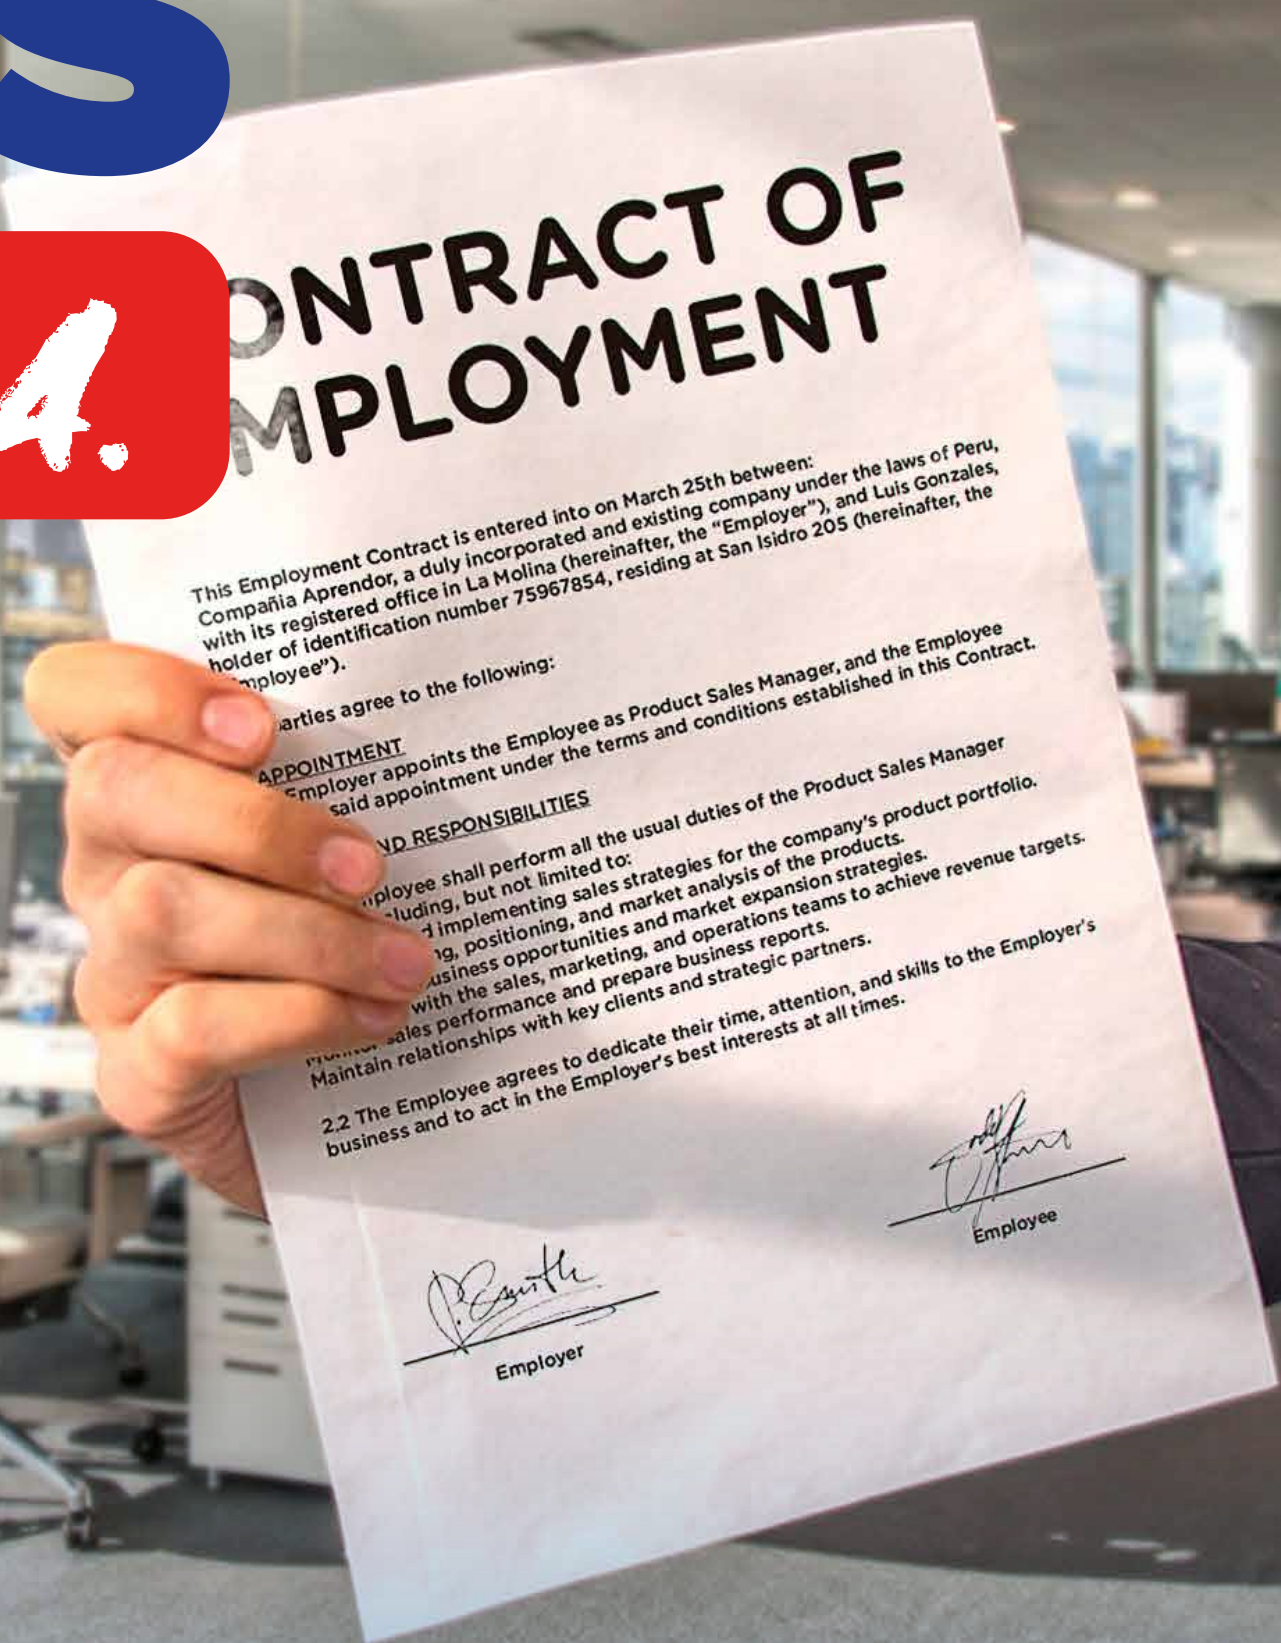 S
4.
ONTRACT OF
MPLOYMENT
This Employment Contract is entered into on March 25th between:
Compañia Aprendor, a duly incorporated and existing company under the laws of Peru,
with its registered office in La Molina (hereinafter, the “Employer”), and Luis Gonzales,
holder of identification number 75967854, residing at San Isidro 205 (hereinafter, the
mployee”).
arties agree to the following:
APPOINTMENT
Employer appoints the Employee as Product Sales Manager, and the Employee
said appointment under the terms and conditions established in this Contract.
ND RESPONSIBILITIES
ployee shall perform all the usual duties of the Product Sales Manager
luding, but not limited to:
d implementing sales strategies for the company's product portfolio.
ng, positioning, and market analysis of the products.
usiness opportunities and market expansion strategies.
with the sales, marketing, and operations teams to achieve revenue targets.
sales performance and prepare business reports.
Maintain relationships with key clients and strategic partners.
2.2 The Employee agrees to dedicate their time, attention, and skills to the Employer's
business and to act in the Employer's best interests at all times.
Employee
P. Smith
Employer